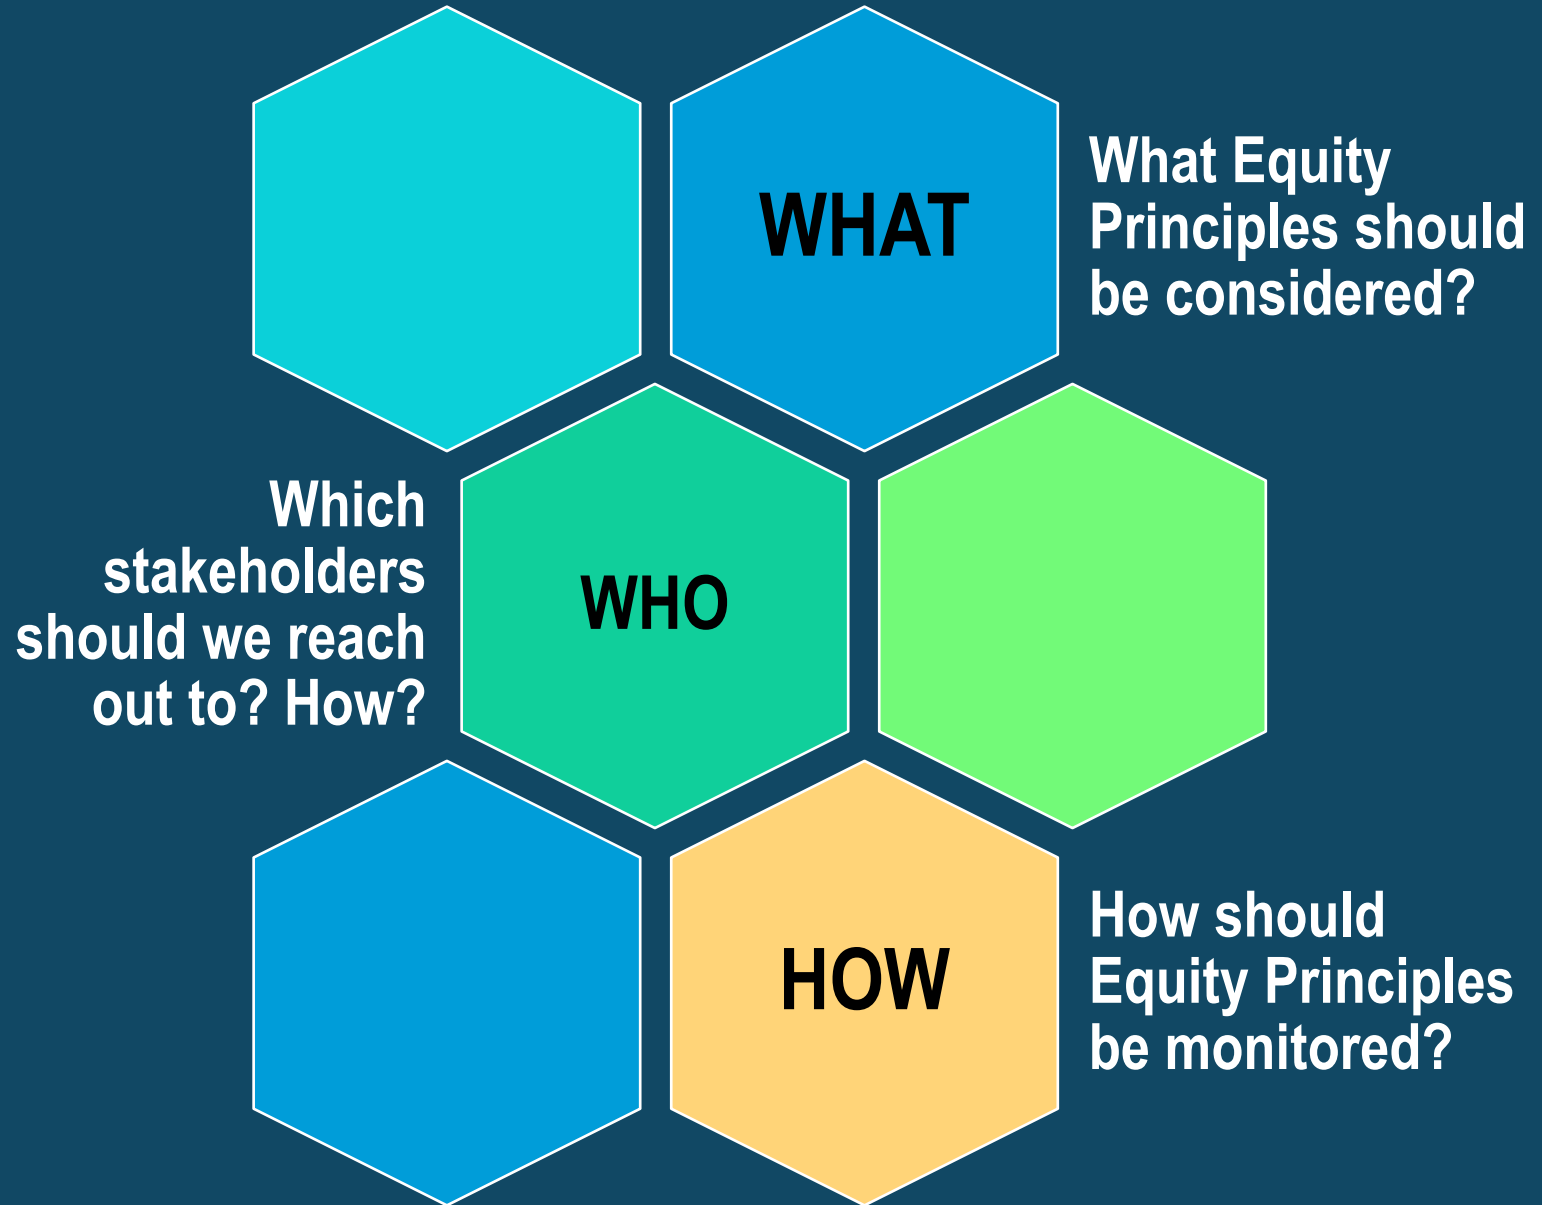 WHAT
What Equity
Principles should
be considered?
Which
stakeholders
should we reach
out to? How?
WHO
HOW
How should
Equity Principles
be monitored?